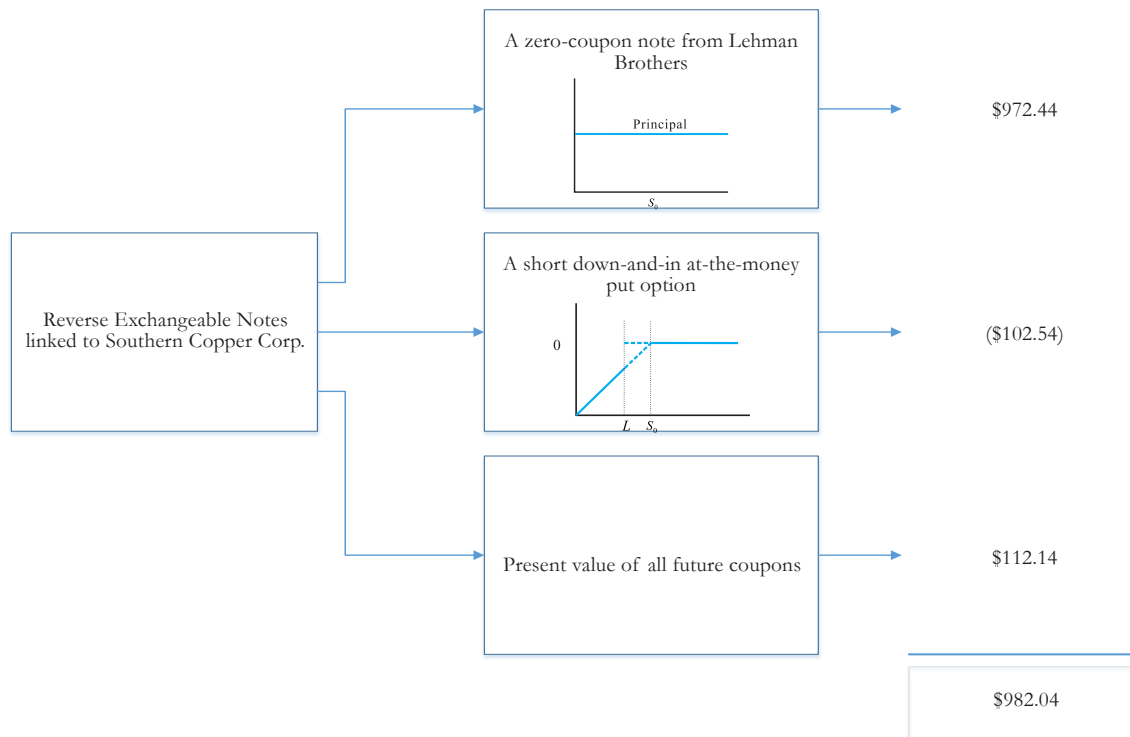 A zero-coupon note from Lehman
Brothers
Principal
S₀
$972.44
Reverse Exchangeable Notes
linked to Southern Copper Corp.
A short down-and-in at-the-money
put option
0
L S₀
($102.54)
Present value of all future coupons
$112.14
$982.04